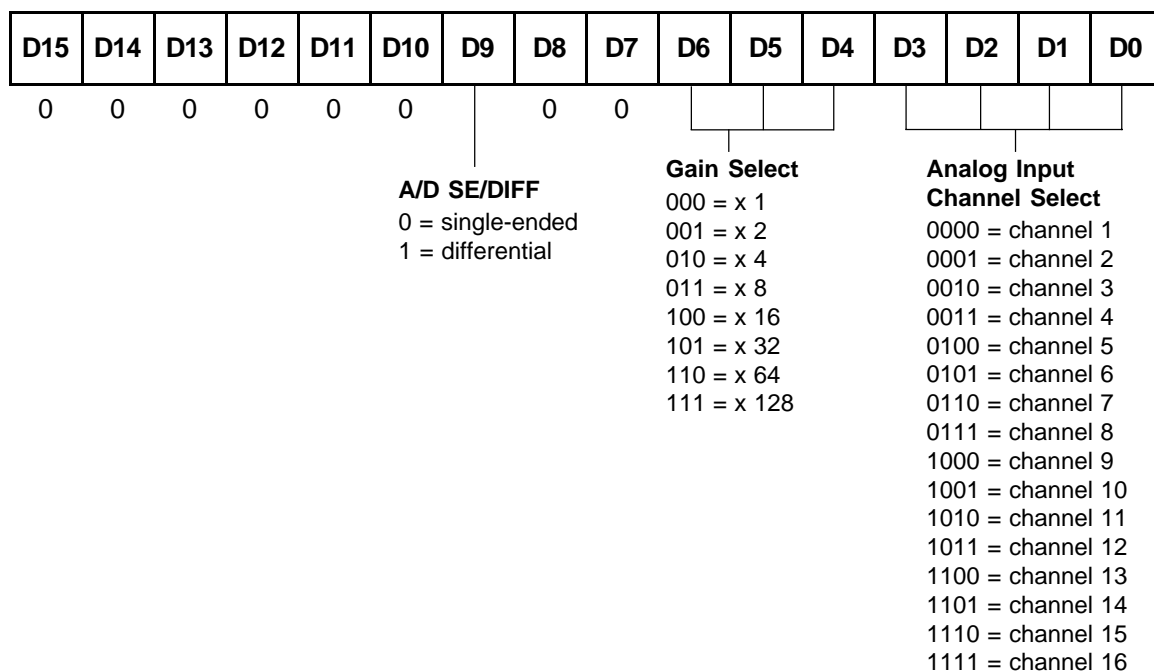 D15 D14 D13 D12 D11 D10 D9 D8 D7 D6 D5 D4 D3 D2 D1 D0
0 0 0 0 0 0 0 0
A/D SE/DIFF
0 = single-ended
1 = differential
Gain Select
000 = x 1
001 = x 2
010 = x 4
011 = x 8
100 = x 16
101 = x 32
110 = x 64
111 = x 128
Analog Input
Channel Select
0000 = channel 1
0001 = channel 2
0010 = channel 3
0011 = channel 4
0100 = channel 5
0101 = channel 6
0110 = channel 7
0111 = channel 8
1000 = channel 9
1001 = channel 10
1010 = channel 11
1011 = channel 12
1100 = channel 13
1101 = channel 14
1110 = channel 15
1111 = channel 16